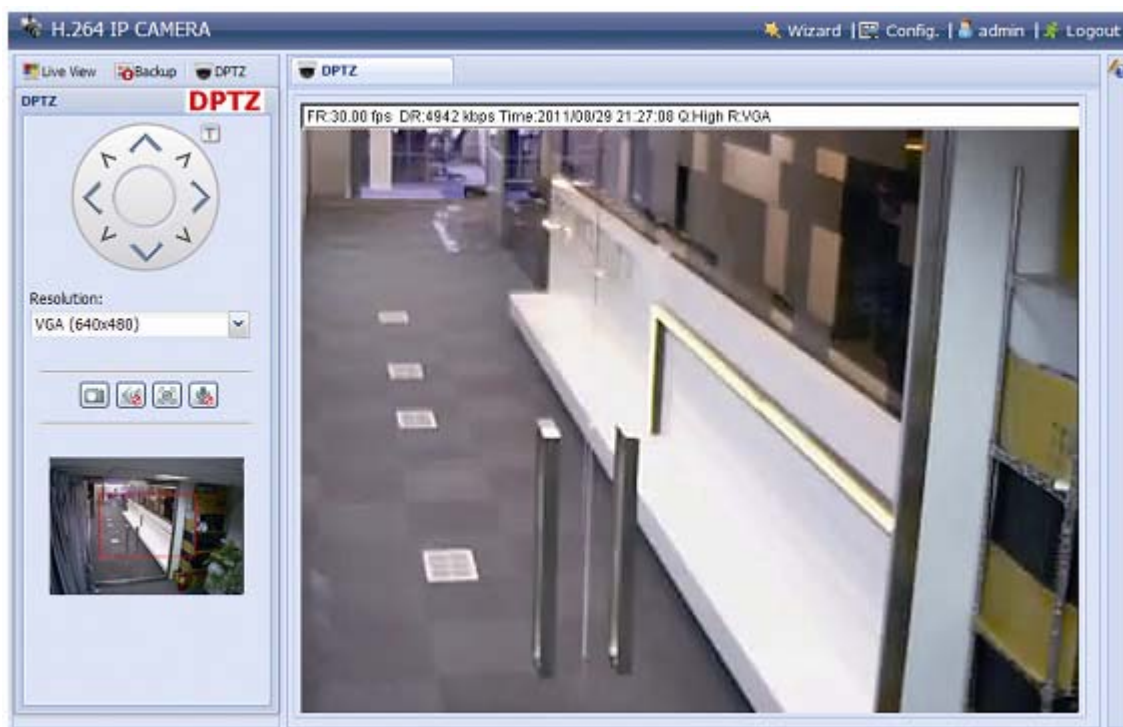 H.264 IP CAMERA
Wizard | Config. | admin | Logout
Live View Backup DPTZ
DPTZ
DPTZ DPTZ
T
FR:30.00 fps DR:4942 kbps Time:2011/08/29 21:27:08 Q:High R:VGA
Resolution:
VGA (640x480)